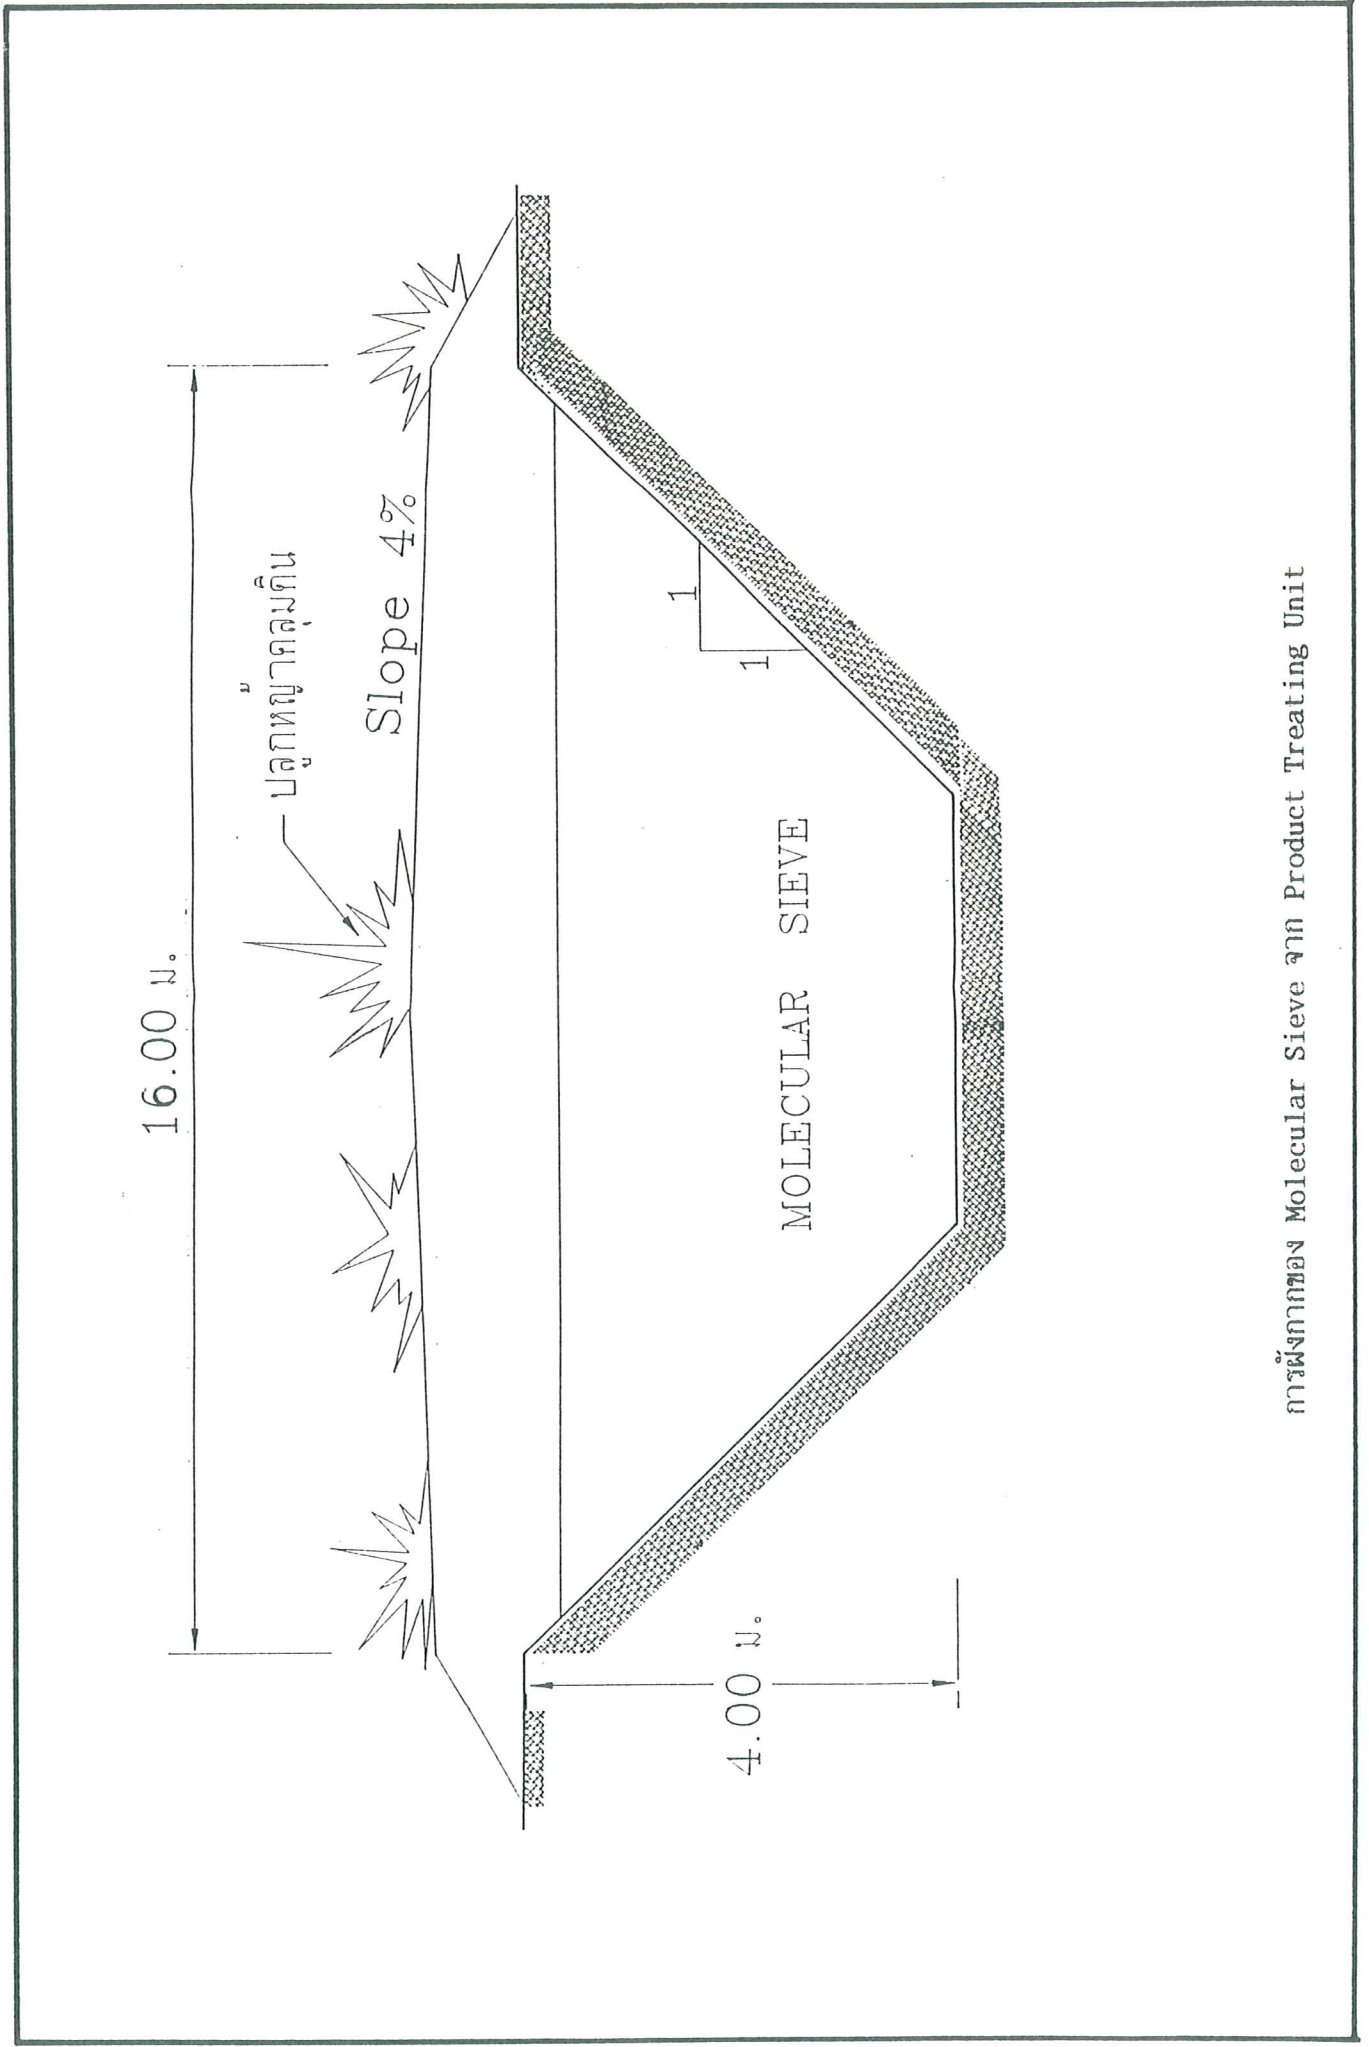 16.00 ม.
ปลูกหญ้าคลุมดิน
Slope 4%
1
1
MOLECULAR SIEVE
4.00 ม.
การฝังกากของ Molecular Sieve จาก Product Treating Unit